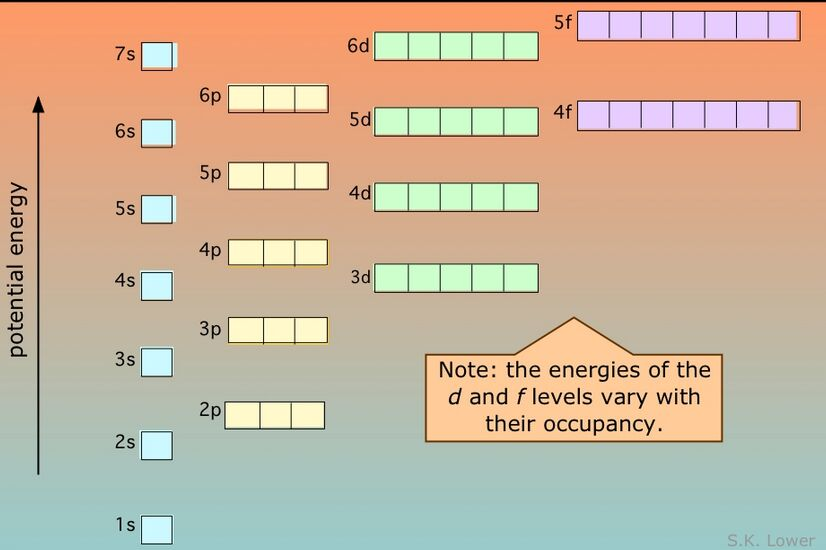 5f
6d
7s
6p
4f
5d
6s
5p
4d
5s
4p
3d
4s
3p
3s
2p
2s
1s
potential energy
Note: the energies of the
d and f levels vary with
their occupancy.
S.K. Lower